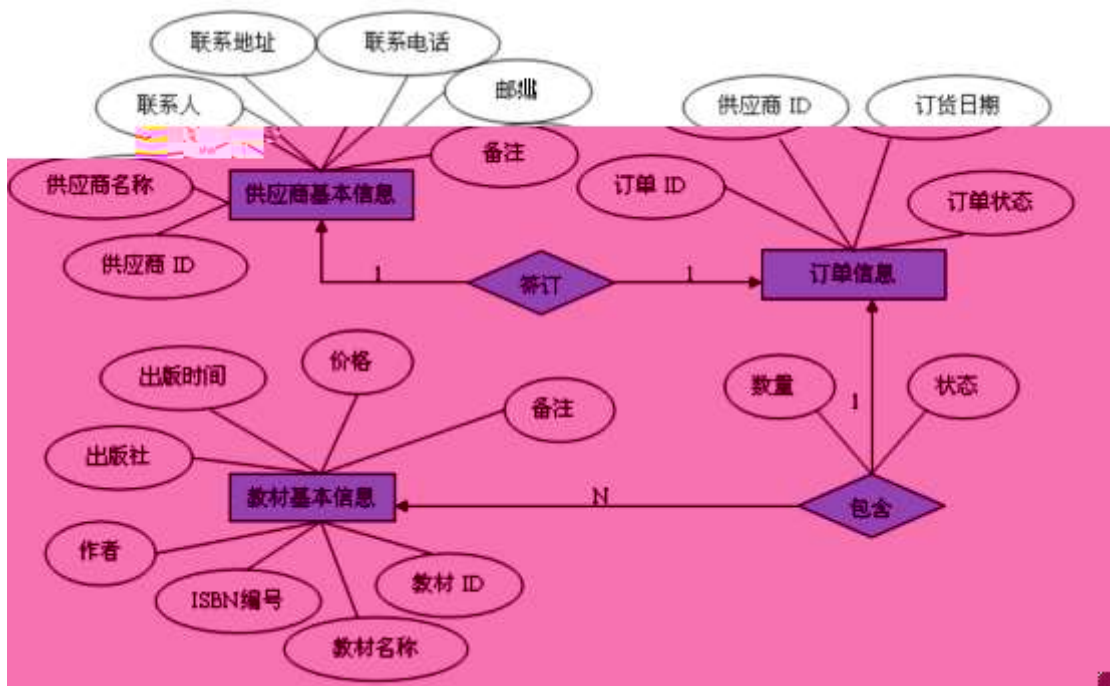 联系地址
联系电话
联系人
邮编
供应商 ID
订货日期
备注
供应商名称
供应商基本信息
订单 ID
订单状态
供应商 ID
1
签订
1
订单信息
价格
出版时间
备注
数量
状态
1
出版社
教材基本信息
N
包含
作者
教材 ID
ISBN编号
教材名称